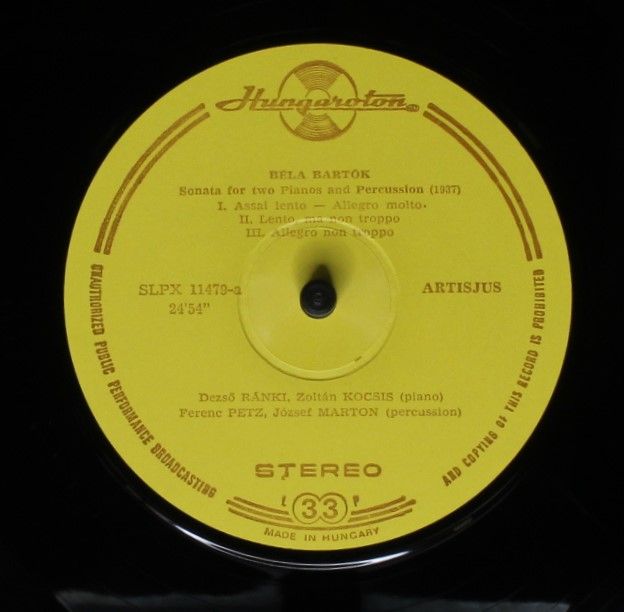 Hungaroton
BÉLA BARTÓK
Sonata for two Pianos and Percussion (1937)
I. Assai lento — Allegro molto.
II. Lento, ma non troppo
III. Allegro non troppo
SLPX 11479-a
24'54"
ARTISJUS
Dezső RÁNKI, Zoltán KOCSIS (piano)
Ferenc PETZ, József MARTON (percussion)
STEREO
L 33 P
MADE IN HUNGARY
UNAUTHORIZED PUBLIC PERFORMANCE BROADCASTING
AND COPYING OF THIS RECORD IS PROHIBITED